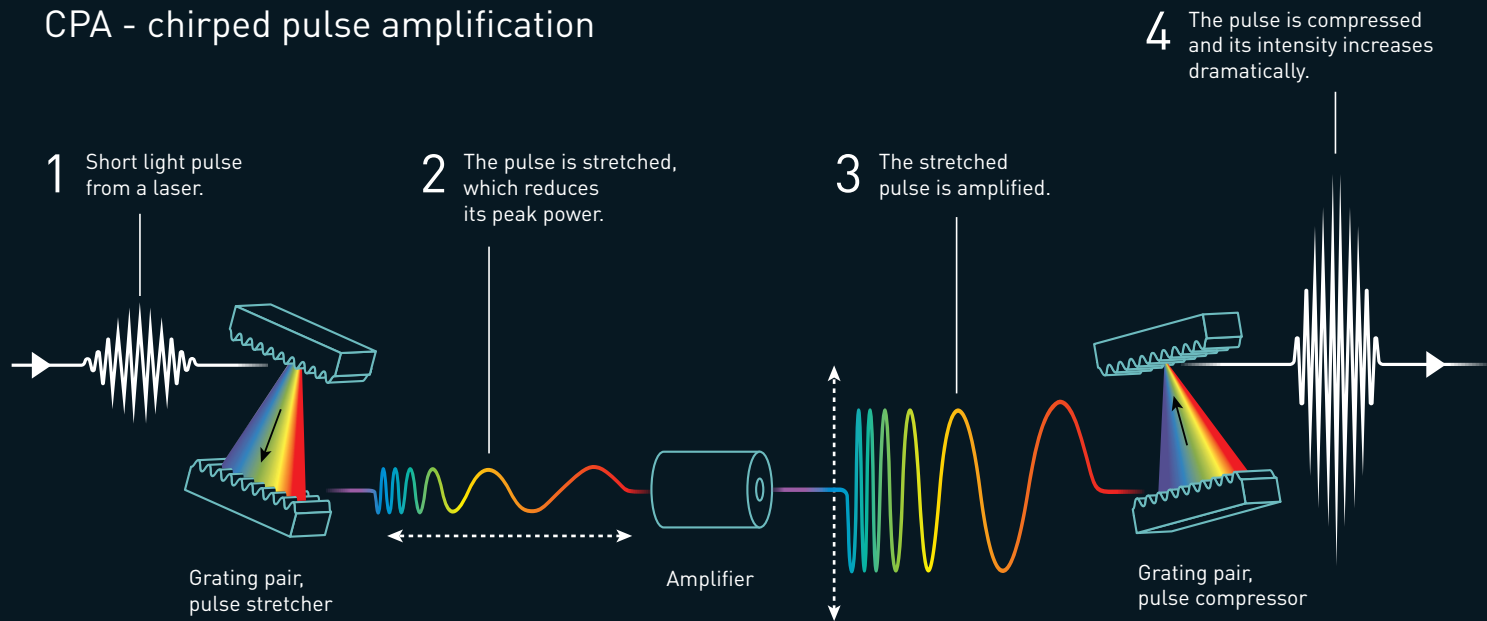 CPA - chirped pulse amplification
1
Short light pulse
from a laser.
2
The pulse is stretched,
which reduces
its peak power.
3
The stretched
pulse is amplified.
4
The pulse is compressed
and its intensity increases
dramatically.
Grating pair,
pulse stretcher
Amplifier
Grating pair,
pulse compressor